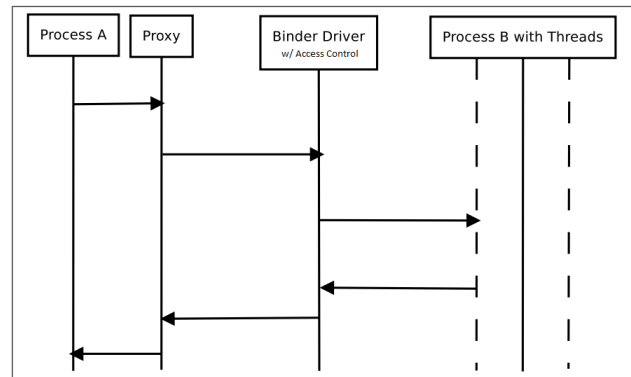 Process A
Proxy
Binder Driver
w/ Access Control
Process B with Threads